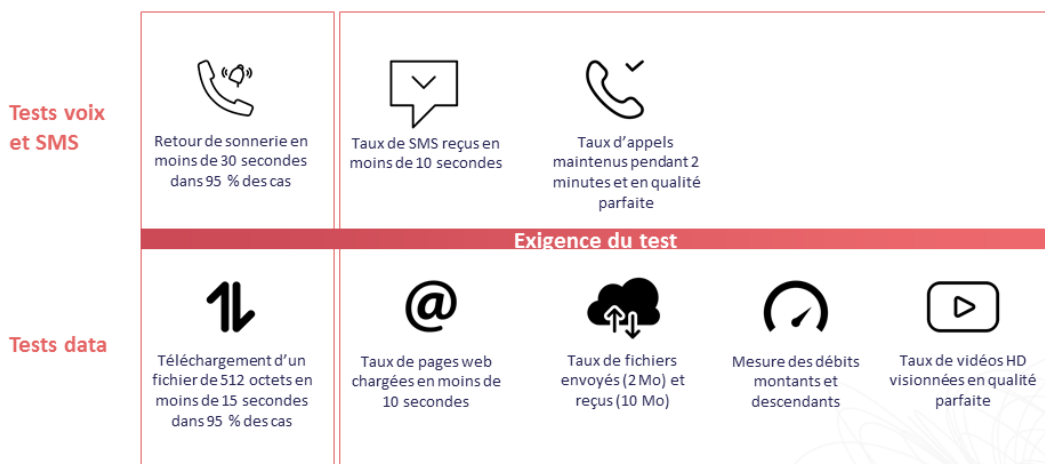 Tests voix
et SMS
Retour de sonnerie en
moins de 30 secondes
dans 95 % des cas
Taux de SMS reçus en
moins de 10 secondes
Taux d'appels
maintenus pendant 2
minutes et en qualité
parfaite
Exigence du test
Tests data
Téléchargement d'un
fichier de 512 octets en
moins de 15 secondes
dans 95 % des cas
Taux de pages web
chargées en moins de
10 secondes
Taux de fichiers
envoyés (2 Mo) et
reçus (10 Mo)
Mesure des débits
montants et
descendants
Taux de vidéos HD
visionnées en qualité
parfaite